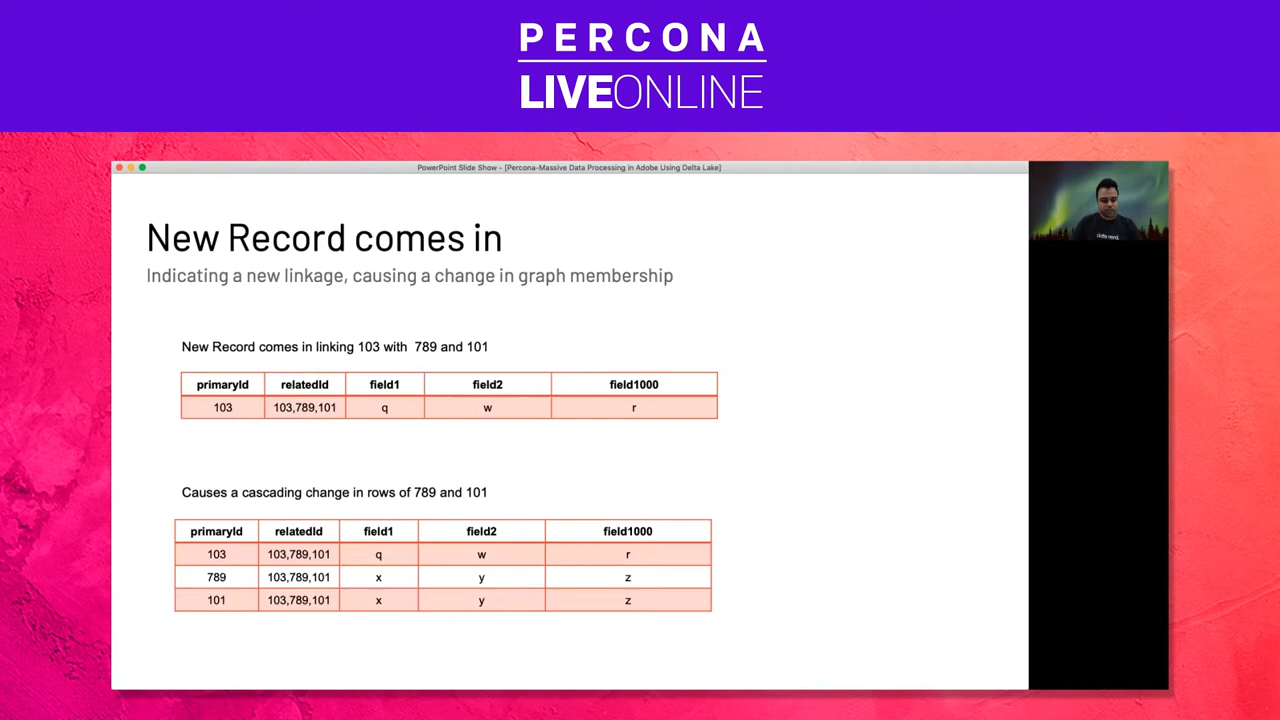 PERCONA
LIVEONLINE
PowerPoint Slide Show - [Percona-Massive Data Processing in Adobe Using Delta Lake]
New Record comes in
Indicating a new linkage, causing a change in graph membership
New Record comes in linking 103 with 789 and 101
primaryId relatedId field1 field2 field1000
103 103,789,101 q w r
Causes a cascading change in rows of 789 and 101
primaryId relatedId field1 field2 field1000
103 103,789,101 q w r
789 103,789,101 x y z
101 103,789,101 x y z